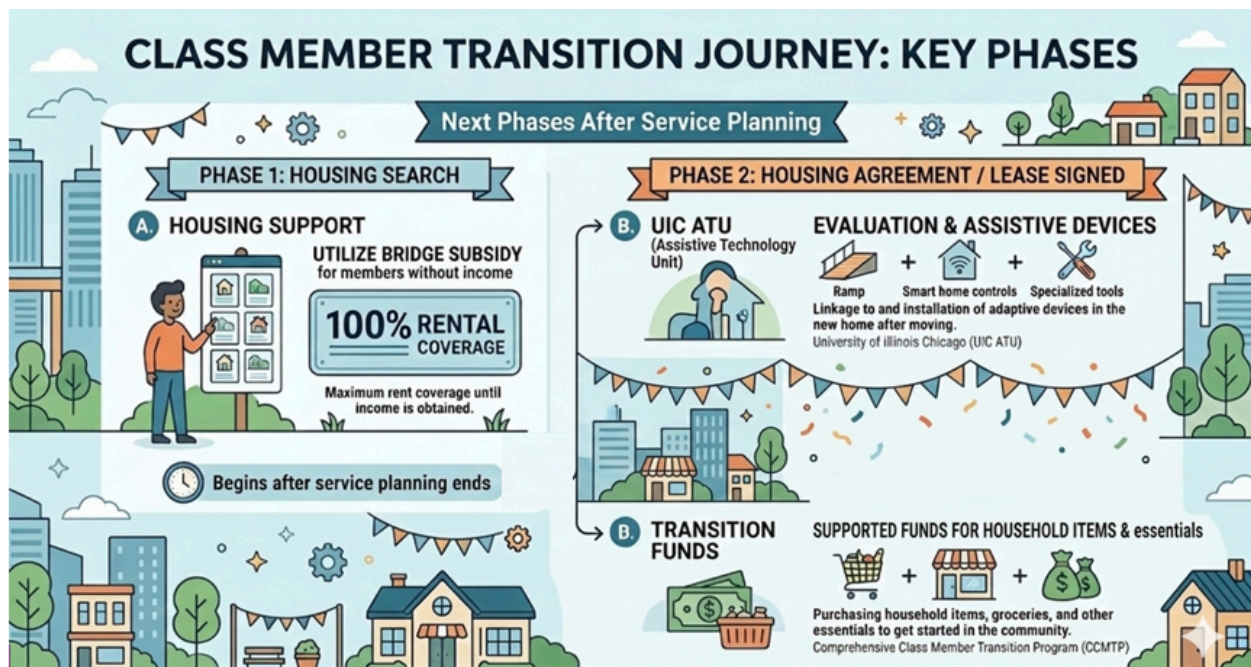 CLASS MEMBER TRANSITION JOURNEY: KEY PHASES
Next Phases After Service Planning
PHASE 1: HOUSING SEARCH
A. HOUSING SUPPORT
UTILIZE BRIDGE SUBSIDY
for members without income
100% RENTAL
COVERAGE
Maximum rent coverage until
income is obtained.
Begins after service planning ends
PHASE 2: HOUSING AGREEMENT / LEASE SIGNED
B. UIC ATU
(Assistive Technology
Unit)
EVALUATION & ASSISTIVE DEVICES
+ +
Ramp Smart home controls Specialized tools
Linkage to and installation of adaptive devices in the
new home after moving.
University of illinois Chicago (UIC ATU)
B. TRANSITION
FUNDS
$
SUPPORTED FUNDS FOR HOUSEHOLD ITEMS & essentials
+ + $ $
Purchasing household items, groceries, and other
essentials to get started in the community.
Comprehensive Class Member Transition Program (CCMTP)